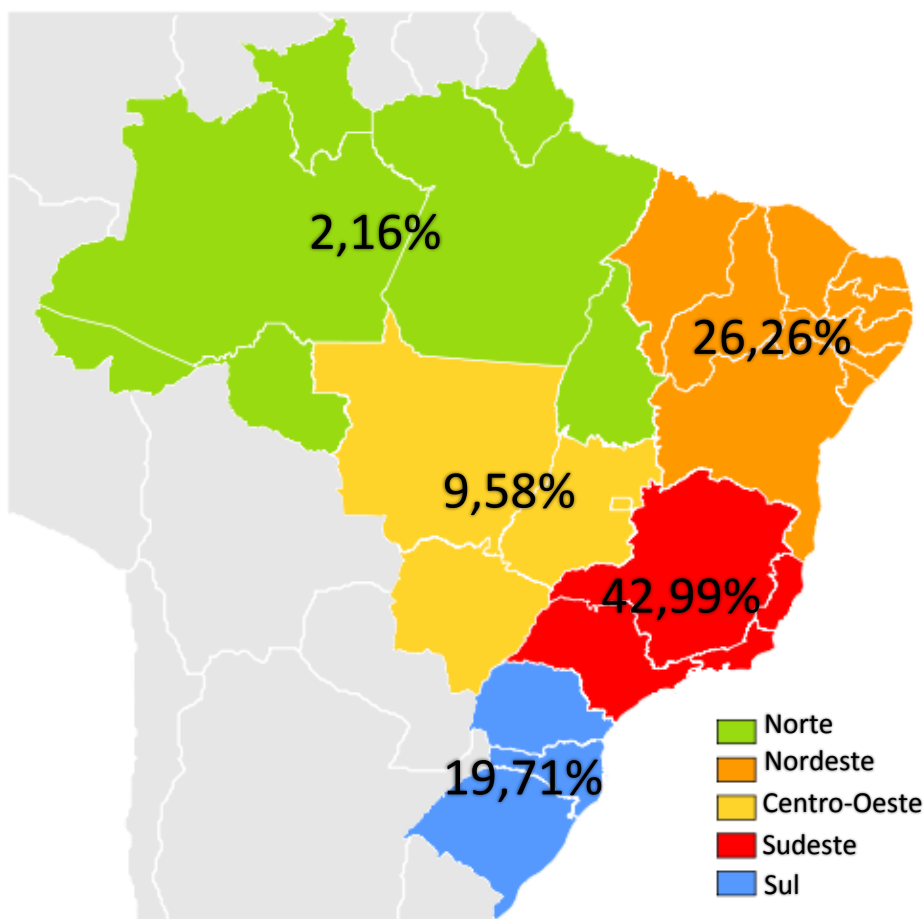 2,16%
26,26%
9,58%
42,99%
19,71%
Norte
Nordeste
Centro-Oeste
Sudeste
Sul